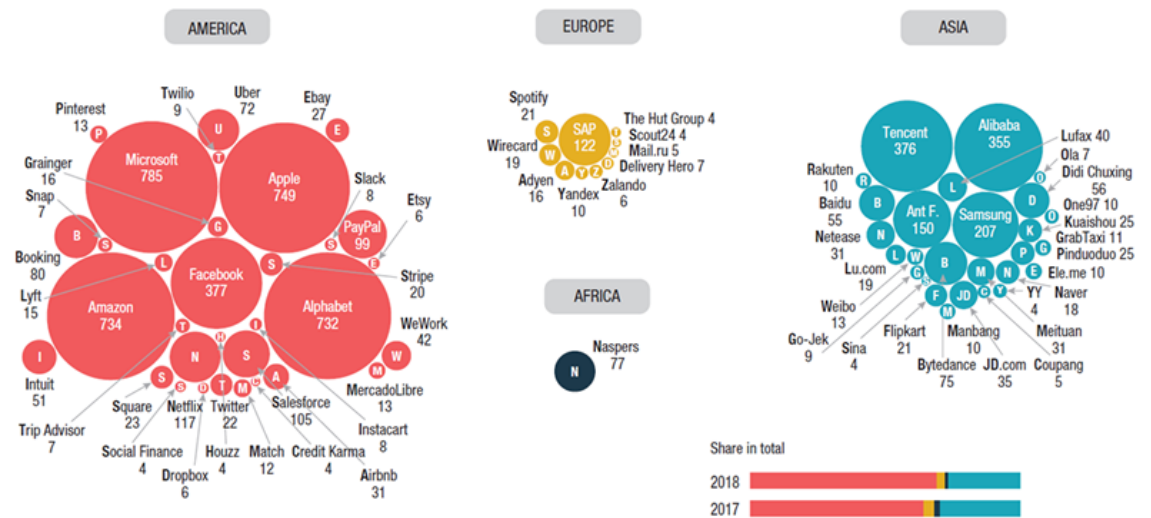 AMERICA
EUROPE
ASIA
Twilio
9
Uber
72
Ebay
27
Pinterest
13
P
U
E
T
Microsoft
785
Apple
749
Grainger
16
Snap
7
Slack
8
Etsy
6
G
B
S
S
PayPal
99
E
Booking
80
L
Facebook
377
S
Stripe
20
Lyft
15
Amazon
734
Alphabet
732
WeWork
42
T
H
I
I
N
S
W
M
Intuit
51
S
S
D
T
M
C
A
MercadoLibre
13
Square
23
Netflix
117
Twitter
22
Salesforce
105
Trip Advisor
7
Instacart
8
Social Finance
4
Houzz
4
Match
12
Credit Karma
4
Dropbox
6
Airbnb
31
Spotify
21
S
SAP
122
The Hut Group 4
Scout24 4
Mail.ru 5
Delivery Hero 7
Wirecard
19
W
A
Y
Z
D
Adyen
16
Yandex
10
Zalando
6
AFRICA
N
Naspers
77
Tencent
376
Alibaba
355
Lufax 40
Ola 7
Didi Chuxing
56
Rakuten
10
R
L
O
Baidu
55
B
Ant F.
150
Samsung
207
D
One97 10
O
Kuaishou 25
K
GrabTaxi 11
G
Pinduoduo 25
P
Netease
31
N
L
W
G
B
M
N
E
Ele.me 10
Lu.com
19
S
F
JD
C
Y
M
YY
4
Naver
18
Weibo
13
Go-Jek
9
Sina
4
Flipkart
21
Manbang
10
Meituan
31
Bytedance
75
JD.com
35
Coupang
5
Share in total
2018
2017